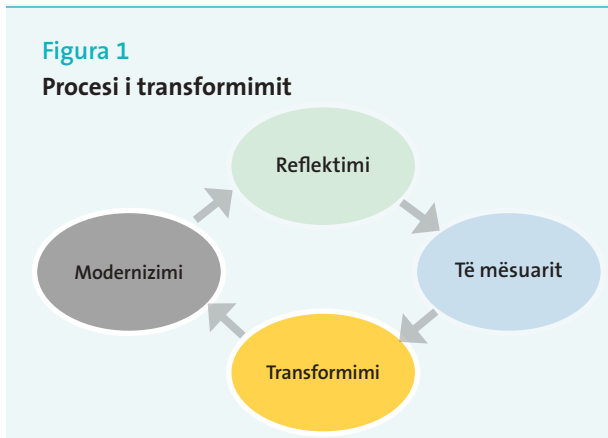 Figura 1
Procesi i transformimit
Reflektimi
Modernizimi
Të mësuarit
Transformimi